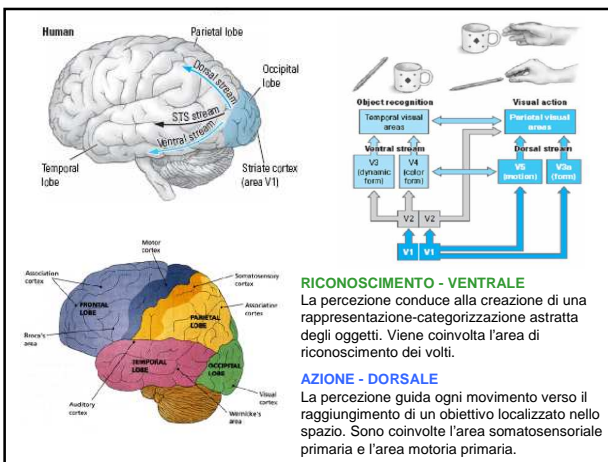 Human
Parietal lobe
Dorsal stream
Occipital
lobe
STS stream
Ventral stream
Temporal
lobe
Striate cortex
(area V1)
Object recognition
Visual action
Temporal visual
areas
Parietal visual
areas
Ventral stream
Dorsal stream
V3
(dynamic
form)
V4
(color
form)
V5
(motion)
V3a
(form)
V2
V2
V1
V1
Motor
cortex
Somatosensory
cortex
Association
cortex
Association
cortex
FRONTAL
LOBE
PARIETAL
LOBE
Broca's
area
TEMPORAL
LOBE
OCCIPITAL
LOBE
Auditory
cortex
Visual
cortex
Wernicke's
area
RICONOSCIMENTO - VENTRALE
La percezione conduce alla creazione di una
rappresentazione-categorizzazione astratta
degli oggetti. Viene coinvolta l'area di
riconoscimento dei volti.
AZIONE - DORSALE
La percezione guida ogni movimento verso il
raggiungimento di un obiettivo localizzato nello
spazio. Sono coinvolte l'area somatosensoriale
primaria e l'area motoria primaria.